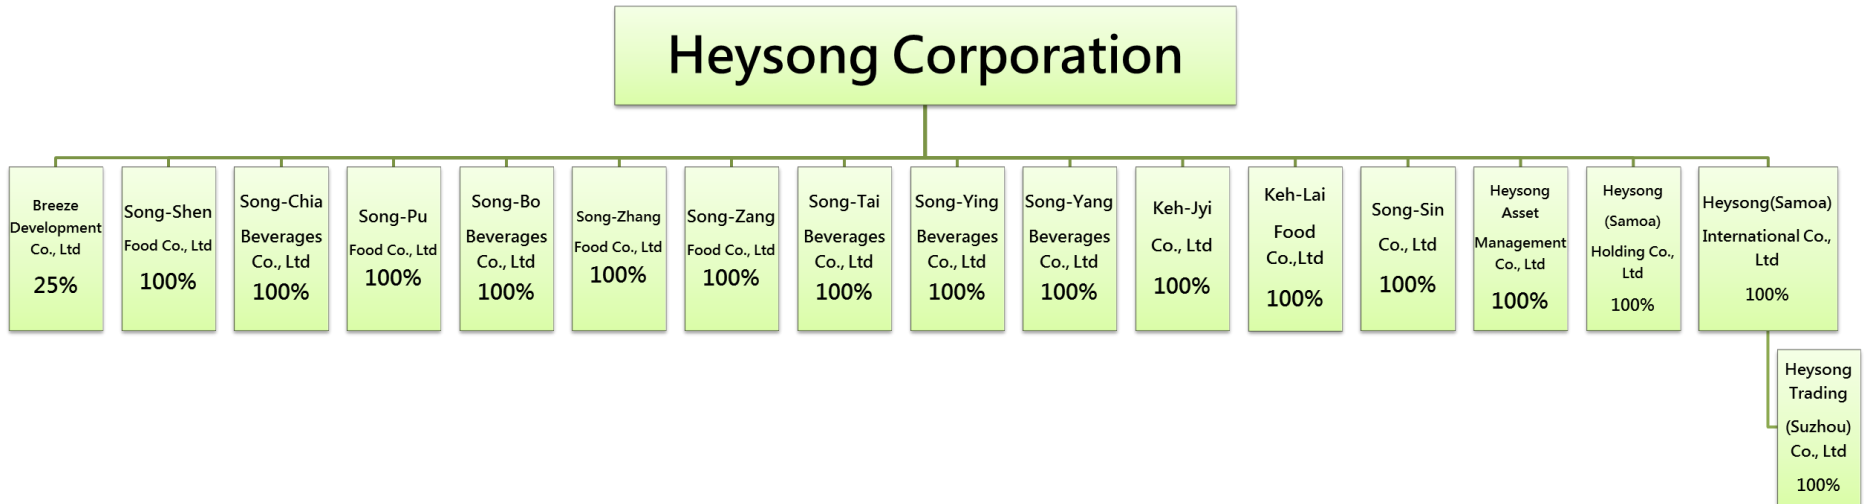 Heysong Corporation
Breeze
Development
Co., Ltd
25%
Song-Shen
Food Co., Ltd
100%
Song-Chia
Beverages
Co., Ltd
100%
Song-Pu
Food Co., Ltd
100%
Song-Bo
Beverages
Co., Ltd
100%
Song-Zhang
Food Co., Ltd
100%
Song-Zang
Food Co., Ltd
100%
Song-Tai
Beverages
Co., Ltd
100%
Song-Ying
Beverages
Co., Ltd
100%
Song-Yang
Beverages
Co., Ltd
100%
Keh-Jyi
Co., Ltd
100%
Keh-Lai
Food
Co.,Ltd
100%
Song-Sin
Co., Ltd
100%
Heysong
Asset
Management
Co., Ltd
100%
Heysong
(Samoa)
Holding Co.,
Ltd
100%
Heysong(Samoa)
International Co.,
Ltd
100%
Heysong
Trading
(Suzhou)
Co., Ltd
100%